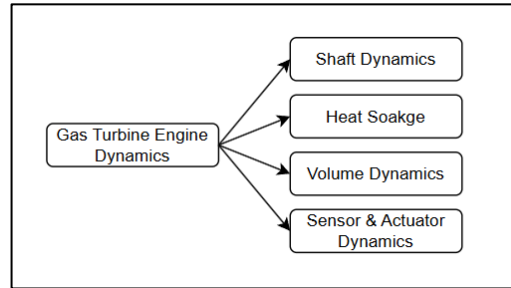 Gas Turbine Engine
Dynamics
Shaft Dynamics
Heat Soakge
Volume Dynamics
Sensor & Actuator
Dynamics